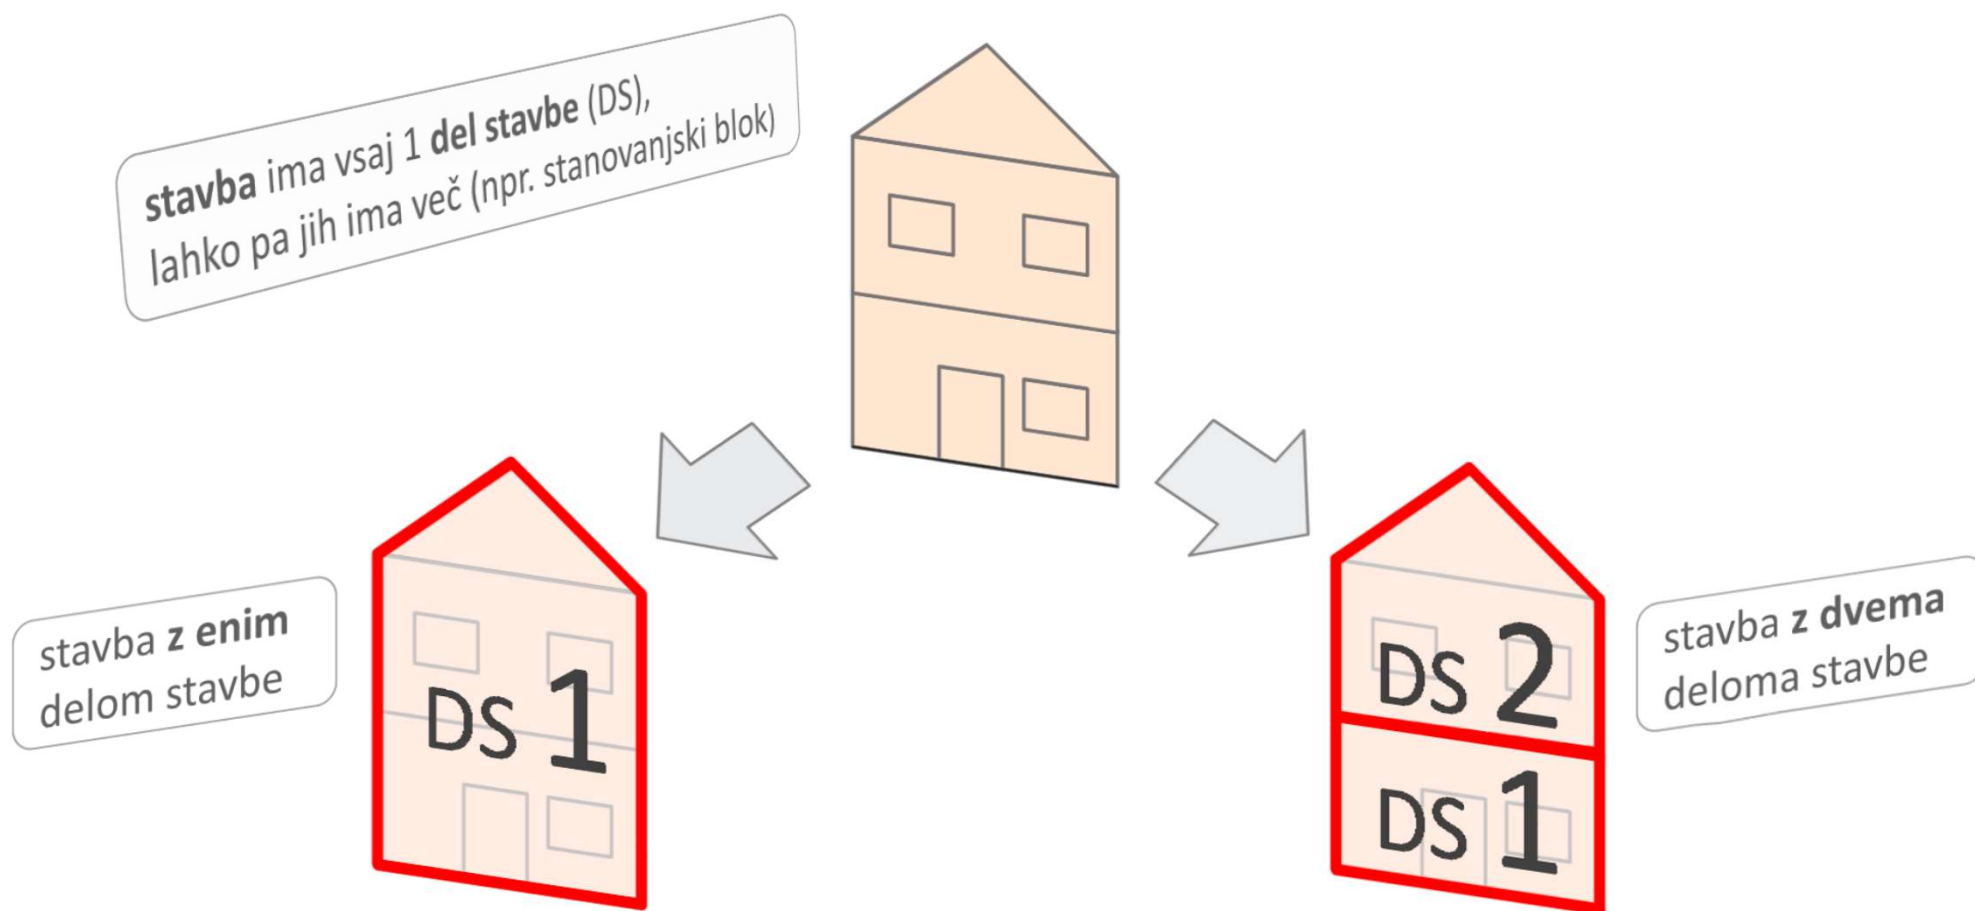 stavba ima vsaj 1 del stavbe (DS),
lahko pa jih ima več (npr. stanovanjski blok)
stavba z enim
delom stavbe
DS 1
DS 2
DS 1
stavba z dvema
deloma stavbe